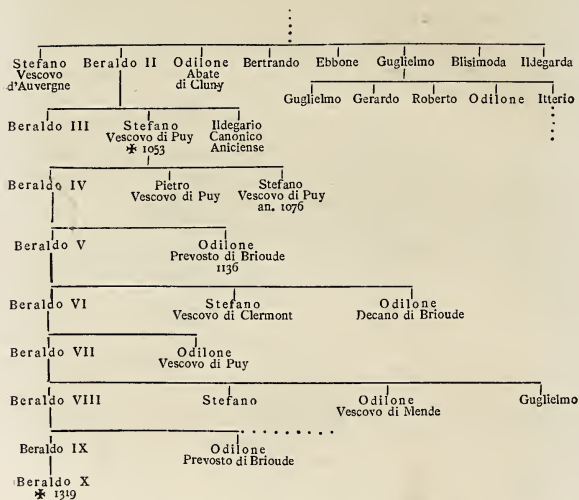 Stefano Beraldo II Odilone Bertrando Ebbone Guglielmo Blisimoda Ildegarda
Vescovo Abate
d'Auvergne di Cluny
Guglielmo Gerardo Roberto Odilone Itterio
Beraldo III Stefano Ildegario
Vescovo di Puy Canonico
✠ 1053 Aniciense
Beraldo IV Pietro Stefano
Vescovo di Puy Vescovo di Puy
an. 1076
Beraldo V Odilone
Prevosto di Brioude
1136
Beraldo VI Stefano Odilone
Vescovo di Clermont Decano di Brioude
Beraldo VII Odilone
Vescovo di Puy
Beraldo VIII Stefano Odilone Guglielmo
Vescovo di Mende
Beraldo IX Odilone
Prevosto di Brioude
Beraldo X
✠ 1319